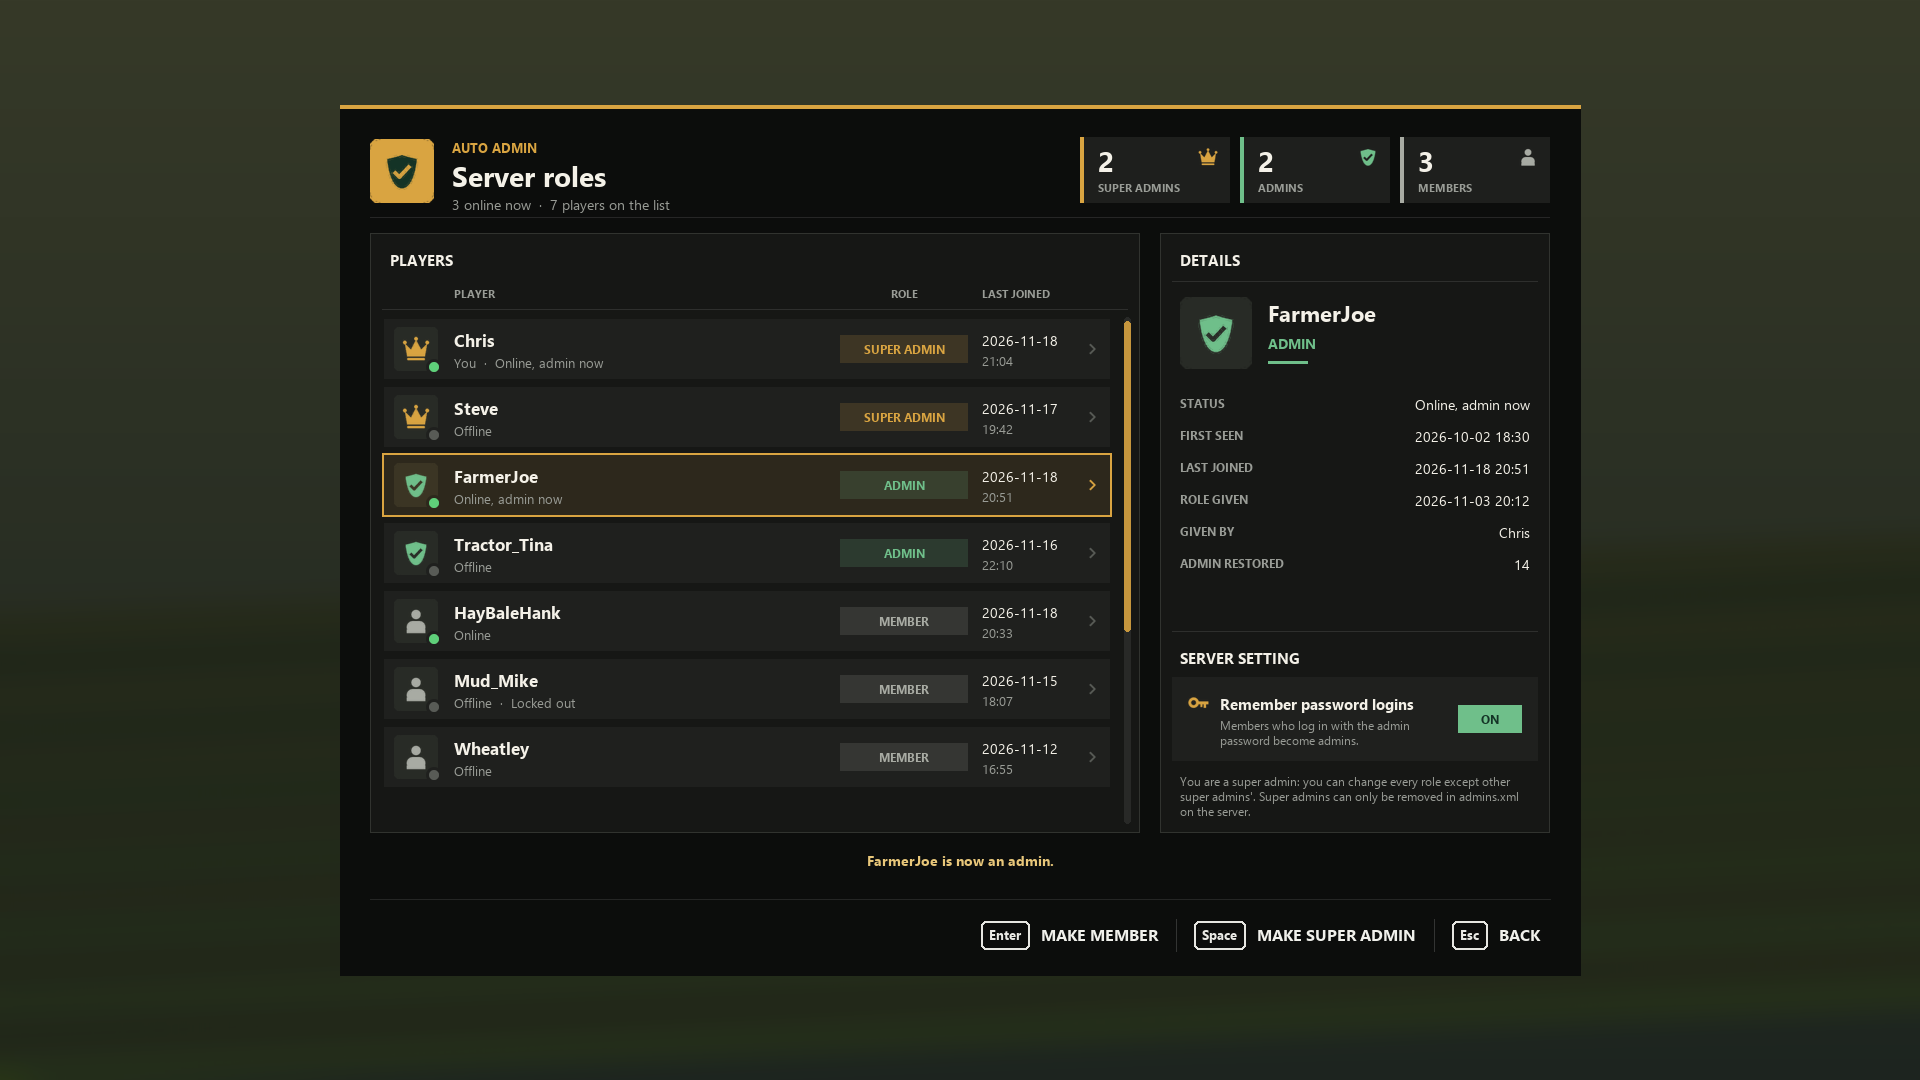 AUTO ADMIN
Server roles
3 online now · 7 players on the list
2
SUPER ADMINS
2
ADMINS
3
MEMBERS
PLAYERS
PLAYER ROLE LAST JOINED
Chris
You · Online, admin now
SUPER ADMIN
2026-11-18
21:04
Steve
Offline
SUPER ADMIN
2026-11-17
19:42
FarmerJoe
Online, admin now
ADMIN
2026-11-18
20:51
Tractor_Tina
Offline
ADMIN
2026-11-16
22:10
HayBaleHank
Online
MEMBER
2026-11-18
20:33
Mud_Mike
Offline · Locked out
MEMBER
2026-11-15
18:07
Wheatley
Offline
MEMBER
2026-11-12
16:55
DETAILS
FarmerJoe
ADMIN
STATUS Online, admin now
FIRST SEEN 2026-10-02 18:30
LAST JOINED 2026-11-18 20:51
ROLE GIVEN 2026-11-03 20:12
GIVEN BY Chris
ADMIN RESTORED 14
SERVER SETTING
Remember password logins
Members who log in with the admin
password become admins.
ON
You are a super admin: you can change every role except other
super admins'. Super admins can only be removed in admins.xml
on the server.
FarmerJoe is now an admin.
Enter MAKE MEMBER Space MAKE SUPER ADMIN Esc BACK